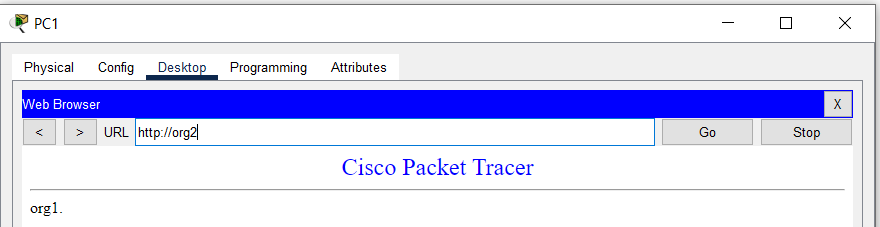 PC1
Physical Config Desktop Programming Attributes
Web Browser X
< > URL http://org2 Go Stop
Cisco Packet Tracer
org1.